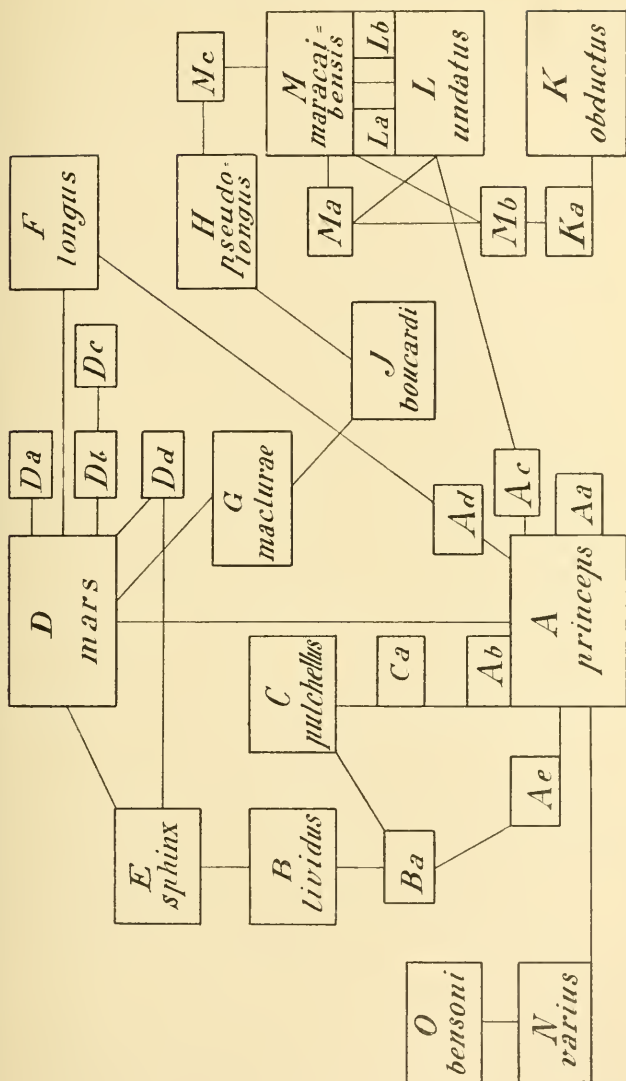 F
longus
Mc
M
maracai=
bensis
Lb
K
obductus
La
L
undatus
H
pseudo-
longus
Ma
Mb
Ka
Dc
J
boucardi
Da
Db
Dd
G
maclurae
Ad
Ac
Aa
D
mars
C
pulchellus
Ca
Ab
A
princeps
E
sphinx
B
lividus
Ba
Ae
O
bensoni
N
varius